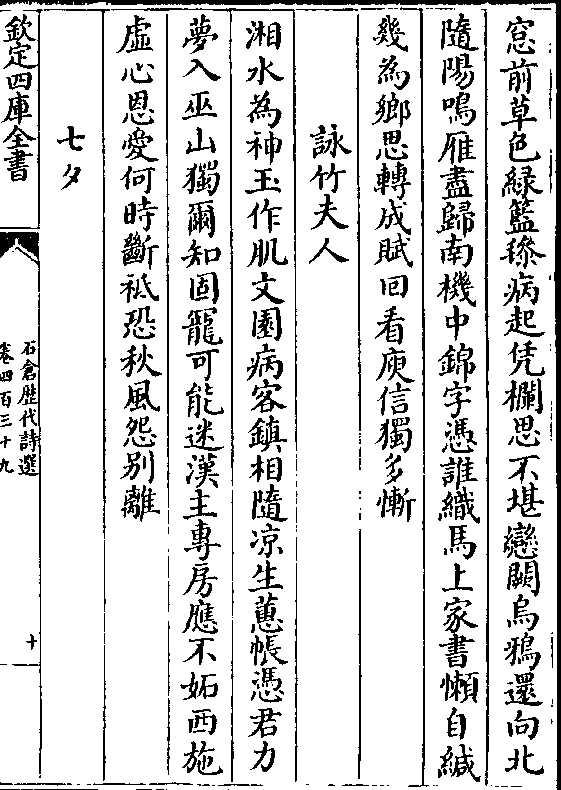 窓前草色緑籃毿病起凭欄思不堪戀闕烏鴉還向北
隨陽鳴雁盡歸南機中錦字憑誰織馬上家書懶自緘
幾為鄉思轉成賦回看庾信獨多慚
詠竹夫人
湘水為神玉作肌文園病客鎮相隨凉生蕙帳憑君力
夢入巫山獨爾知固寵可能迷漢主專房應不妬西施
虛心恩愛何時斷祗恐秋風怨别離
七夕
欽定四庫全書
石倉歴代詩選
卷四百三十九
十